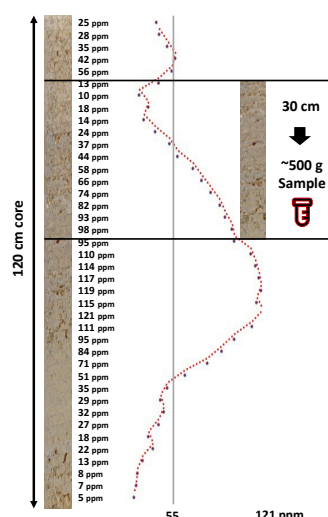 120 cm core
25 ppm
28 ppm
35 ppm
42 ppm
56 ppm
13 ppm
10 ppm
18 ppm
14 ppm
24 ppm
37 ppm
44 ppm
58 ppm
66 ppm
74 ppm
82 ppm
93 ppm
98 ppm
95 ppm
110 ppm
114 ppm
117 ppm
119 ppm
115 ppm
121 ppm
111 ppm
95 ppm
84 ppm
71 ppm
51 ppm
35 ppm
29 ppm
32 ppm
27 ppm
18 ppm
22 ppm
13 ppm
8 ppm
7 ppm
5 ppm
30 cm
~500 g
Sample
55 121 ppm